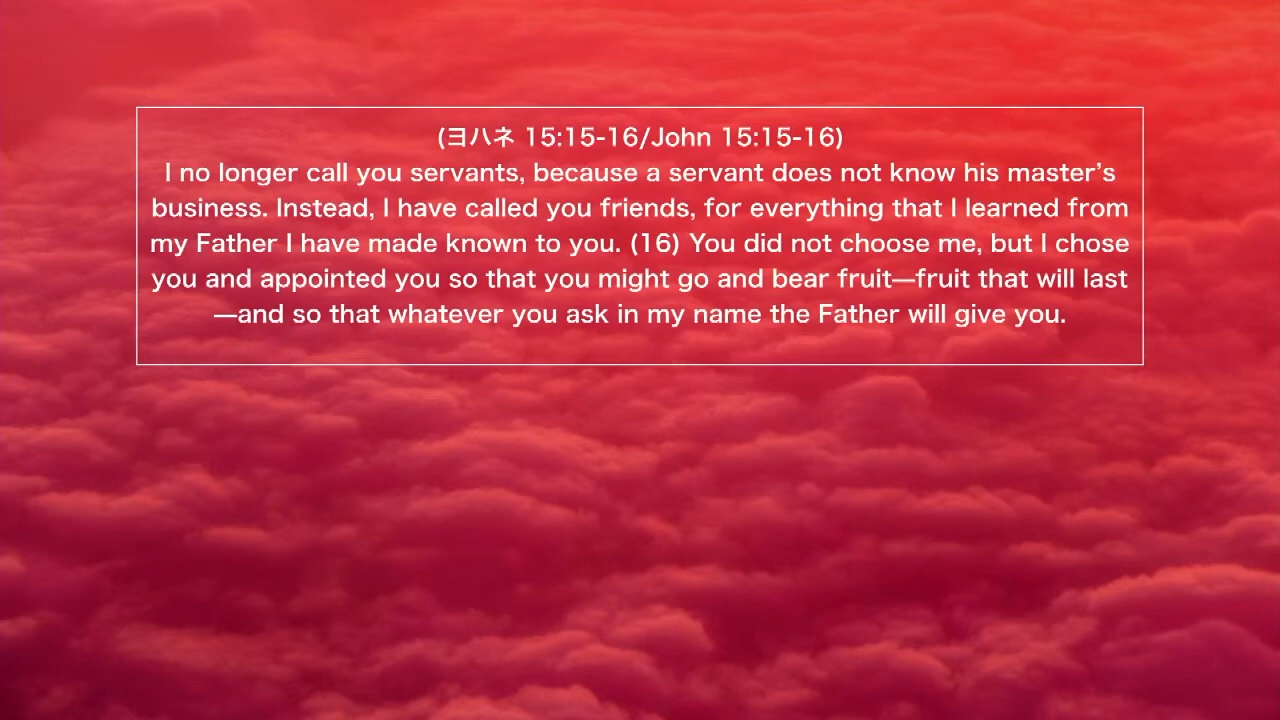 (ヨハネ 15:15-16/John 15:15-16)
I no longer call you servants, because a servant does not know his master’s
business. Instead, I have called you friends, for everything that I learned from
my Father I have made known to you. (16) You did not choose me, but I chose
you and appointed you so that you might go and bear fruit—fruit that will last
—and so that whatever you ask in my name the Father will give you.